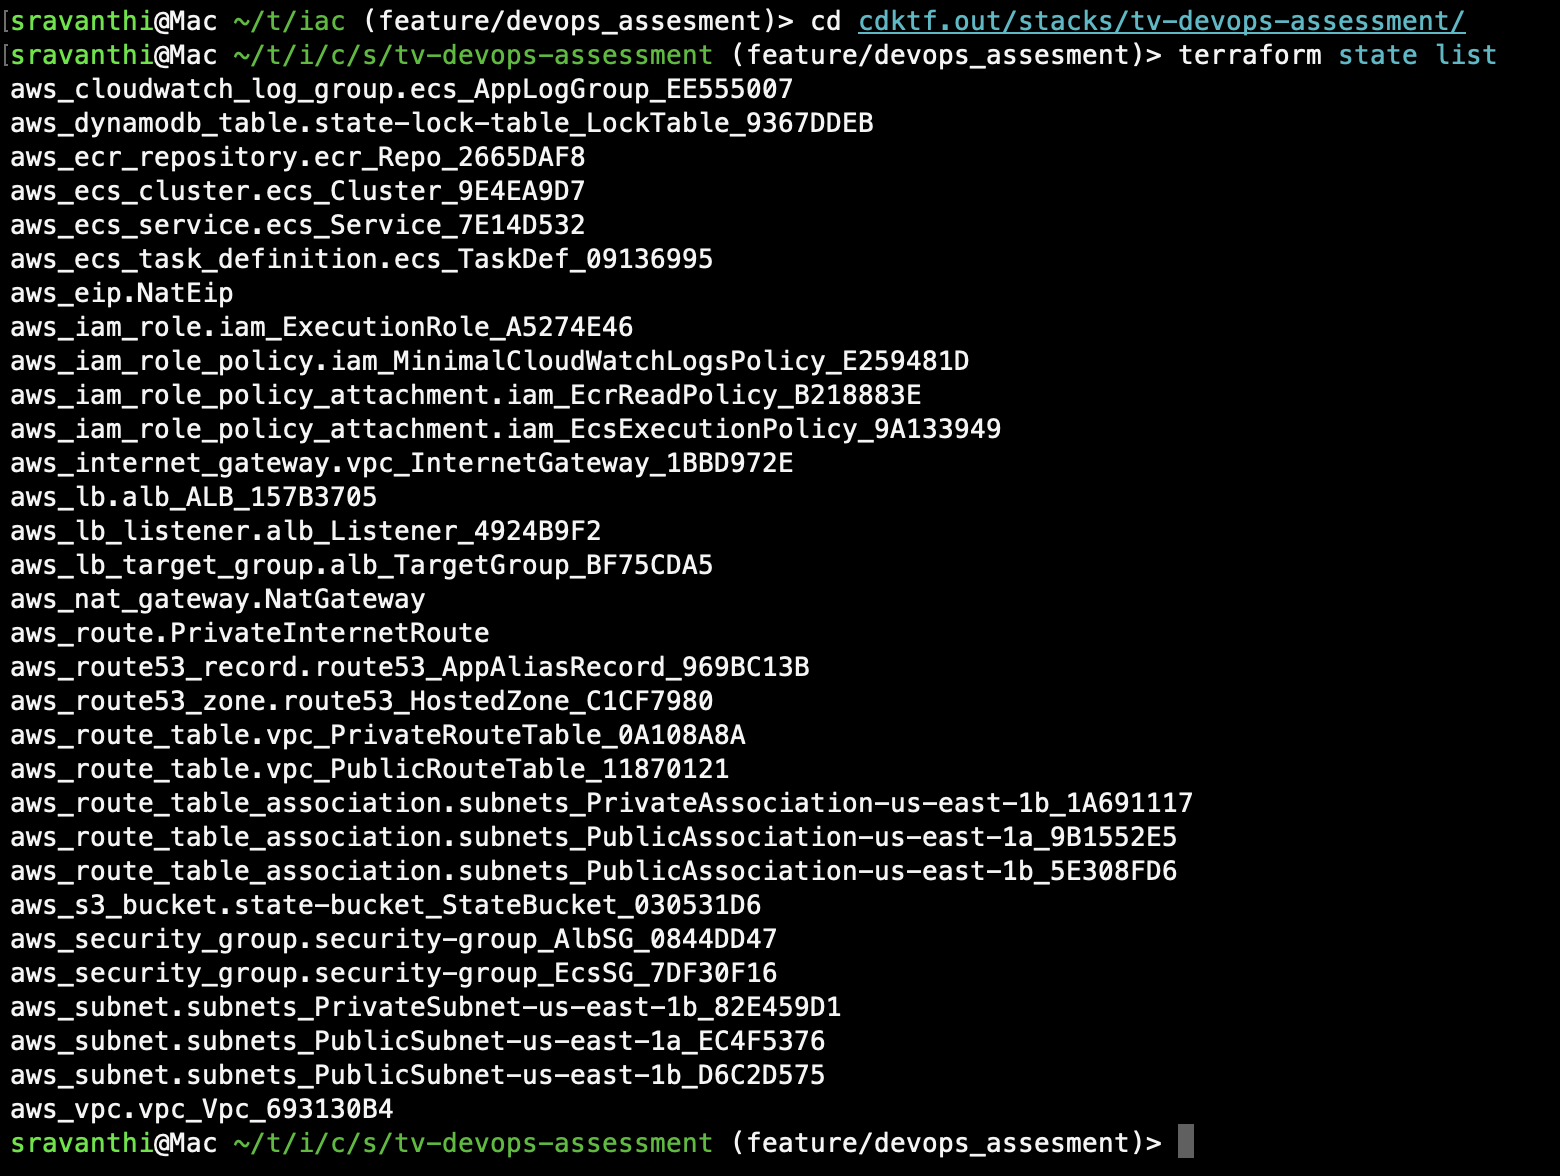 sravanthi@Mac ~/t/iac (feature/devops_assesment)> cd cdktf.out/stacks/tv-devops-assessment/
sravanthi@Mac ~/t/i/c/s/tv-devops-assessment (feature/devops_assesment)> terraform state list
aws_cloudwatch_log_group.ecs_AppLogGroup_EE555007
aws_dynamodb_table.state-lock-table_LockTable_9367DDEB
aws_ecr_repository.ecr_Repo_2665DAF8
aws_ecs_cluster.ecs_Cluster_9E4EA9D7
aws_ecs_service.ecs_Service_7E14D532
aws_ecs_task_definition.ecs_TaskDef_09136995
aws_eip.NatEip
aws_iam_role.iam_ExecutionRole_A5274E46
aws_iam_role_policy.iam_MinimalCloudWatchLogsPolicy_E259481D
aws_iam_role_policy_attachment.iam_EcrReadPolicy_B218883E
aws_iam_role_policy_attachment.iam_EcsExecutionPolicy_9A133949
aws_internet_gateway.vpc_InternetGateway_1BBD972E
aws_lb.alb_ALB_157B3705
aws_lb_listener.alb_Listener_4924B9F2
aws_lb_target_group.alb_TargetGroup_BF75CDA5
aws_nat_gateway.NatGateway
aws_route.PrivateInternetRoute
aws_route53_record.route53_AppAliasRecord_969BC13B
aws_route53_zone.route53_HostedZone_C1CF7980
aws_route_table.vpc_PrivateRouteTable_0A108A8A
aws_route_table.vpc_PublicRouteTable_11870121
aws_route_table_association.subnets_PrivateAssociation-us-east-1b_1A691117
aws_route_table_association.subnets_PublicAssociation-us-east-1a_9B1552E5
aws_route_table_association.subnets_PublicAssociation-us-east-1b_5E308FD6
aws_s3_bucket.state-bucket_StateBucket_030531D6
aws_security_group.security-group_AlbSG_0844DD47
aws_security_group.security-group_EcsSG_7DF30F16
aws_subnet.subnets_PrivateSubnet-us-east-1b_82E459D1
aws_subnet.subnets_PublicSubnet-us-east-1a_EC4F5376
aws_subnet.subnets_PublicSubnet-us-east-1b_D6C2D575
aws_vpc.vpc_Vpc_693130B4
sravanthi@Mac ~/t/i/c/s/tv-devops-assessment (feature/devops_assesment)>